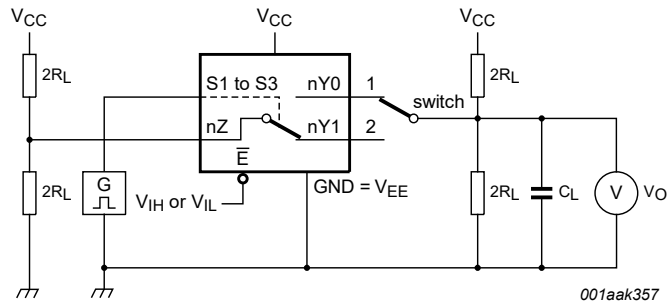 VCC VCC VCC
2RL 2RL
S1 to S3 nY0 1 switch
nZ nY1 2
E̅
2RL G VIH or VIL GND = VEE 2RL CL V VO
001aak357